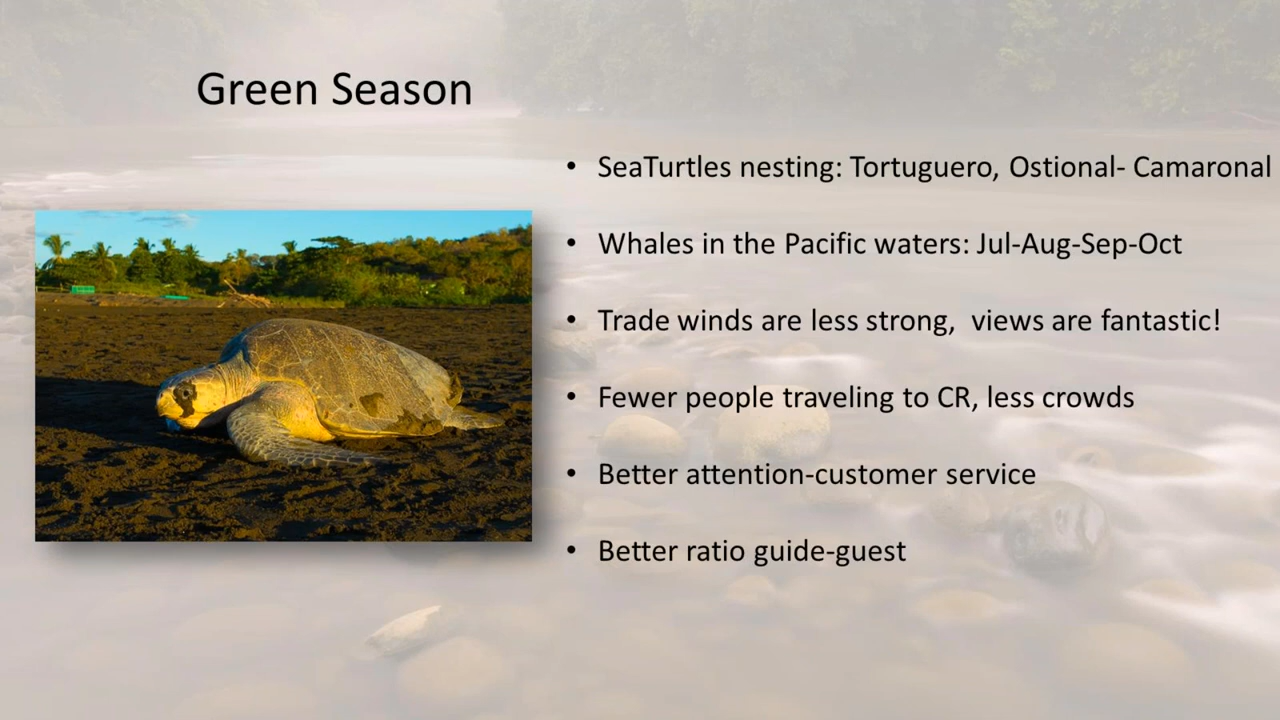 Green Season
• SeaTurtles nesting: Tortuguero, Ostional- Camaronal
• Whales in the Pacific waters: Jul-Aug-Sep-Oct
• Trade winds are less strong,  views are fantastic!
• Fewer people traveling to CR, less crowds
• Better attention-customer service
• Better ratio guide-guest